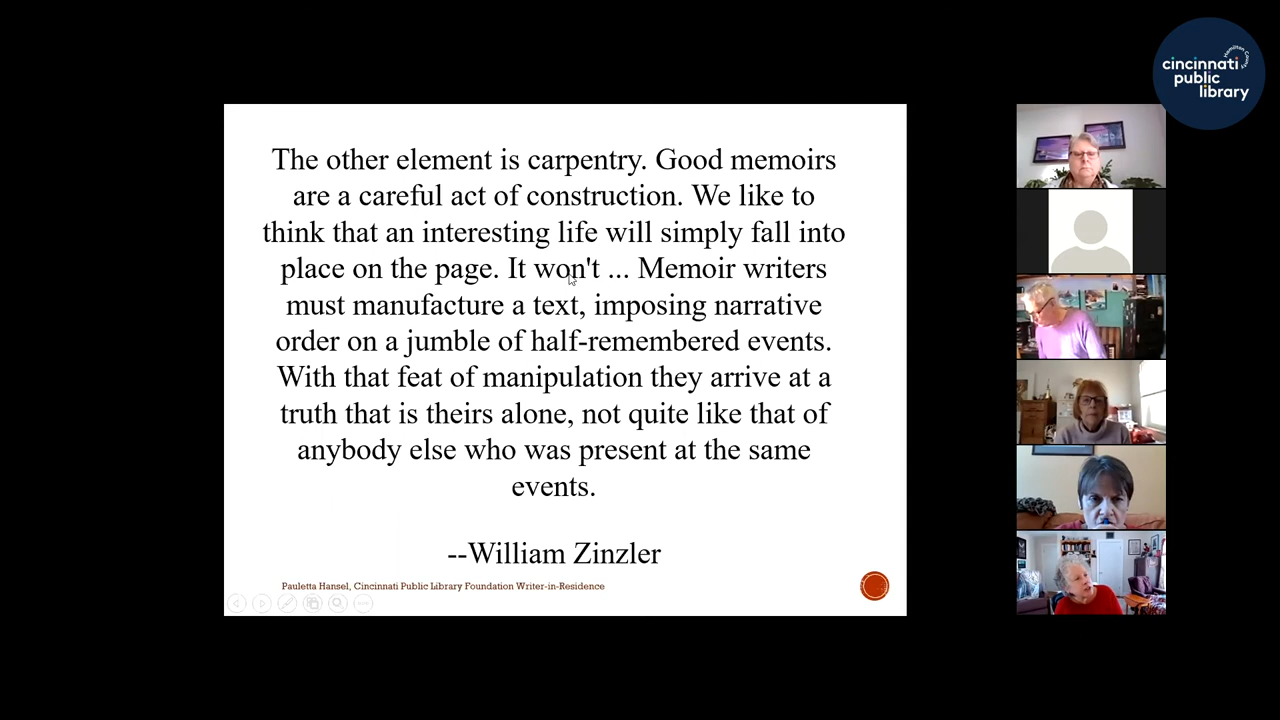 The other element is carpentry. Good memoirs
are a careful act of construction. We like to
think that an interesting life will simply fall into
place on the page. It won't ... Memoir writers
must manufacture a text, imposing narrative
order on a jumble of half-remembered events.
With that feat of manipulation they arrive at a
truth that is theirs alone, not quite like that of
anybody else who was present at the same
events.
--William Zinzler
Pauletta Hansel, Cincinnati Public Library Foundation Writer-in-Residence
cincinnati
& Hamilton County
public
library